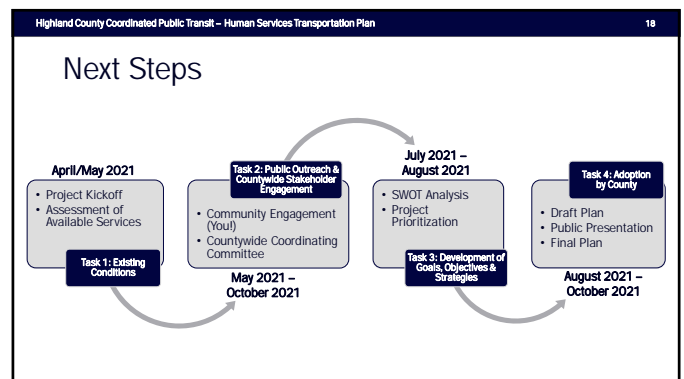 Highland County Coordinated Public Transit – Human Services Transportation Plan
18
Next Steps
April/May 2021
• Project Kickoff
• Assessment of
Available Services
Task 1: Existing
Conditions
Task 2: Public Outreach &
Countywide Stakeholder
Engagement
• Community Engagement
(You!)
• Countywide Coordinating
Committee
May 2021 –
October 2021
July 2021 –
August 2021
• SWOT Analysis
• Project
Prioritization
Task 3: Development of
Goals, Objectives &
Strategies
Task 4: Adoption
by County
• Draft Plan
• Public Presentation
• Final Plan
August 2021 –
October 2021